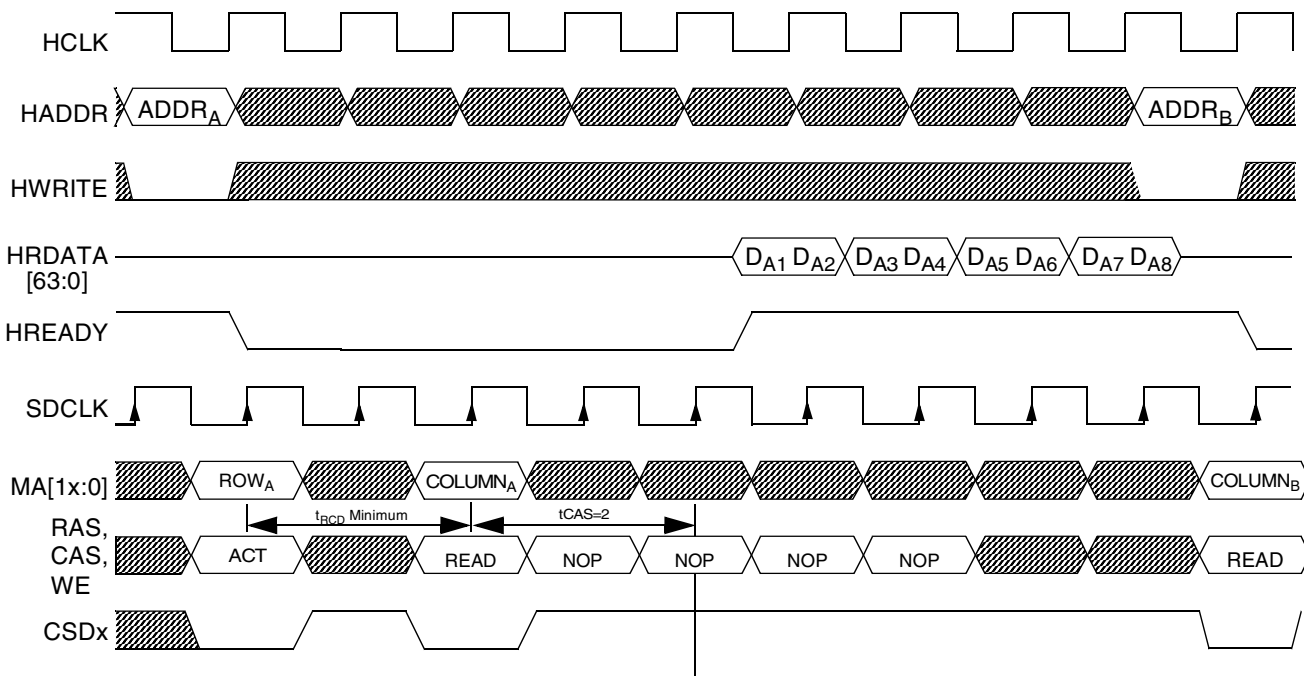 HCLK
HADDR ADDRA ADDRB
HWRITE
HRDATA
[63:0]
DA1 DA2 DA3 DA4 DA5 DA6 DA7 DA8
HREADY
SDCLK
MA[1x:0] ROWA COLUMNA COLUMNB
tRCD Minimum tCAS=2
RAS,
CAS,
WE
ACT READ NOP NOP NOP NOP READ
CSDx